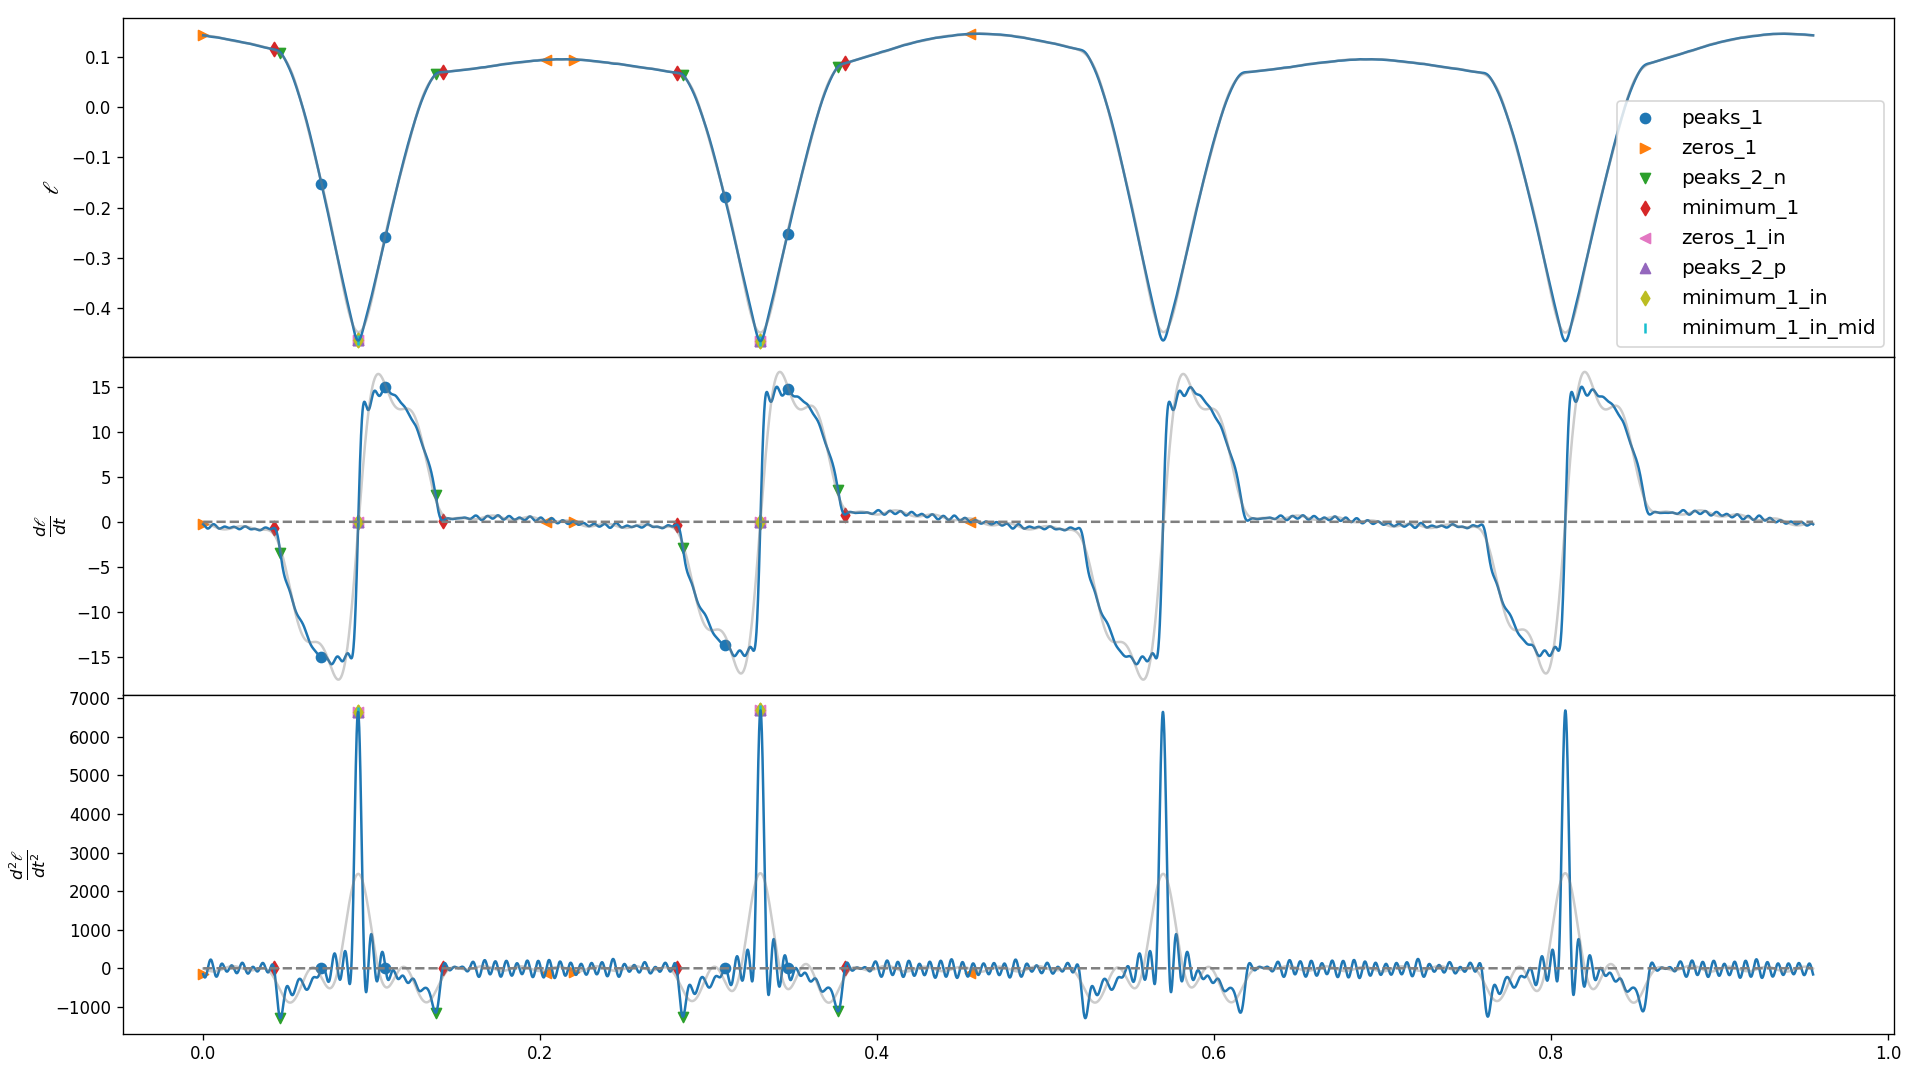 0.1
0.0
−0.1
−0.2
−0.3
−0.4
ℓ
peaks_1
zeros_1
peaks_2_n
minimum_1
zeros_1_in
peaks_2_p
minimum_1_in
minimum_1_in_mid
15
10
5
0
−5
−10
−15
dℓ
dt
7000
6000
5000
4000
3000
2000
1000
0
−1000
d²ℓ
dt²
0.0 0.2 0.4 0.6 0.8 1.0